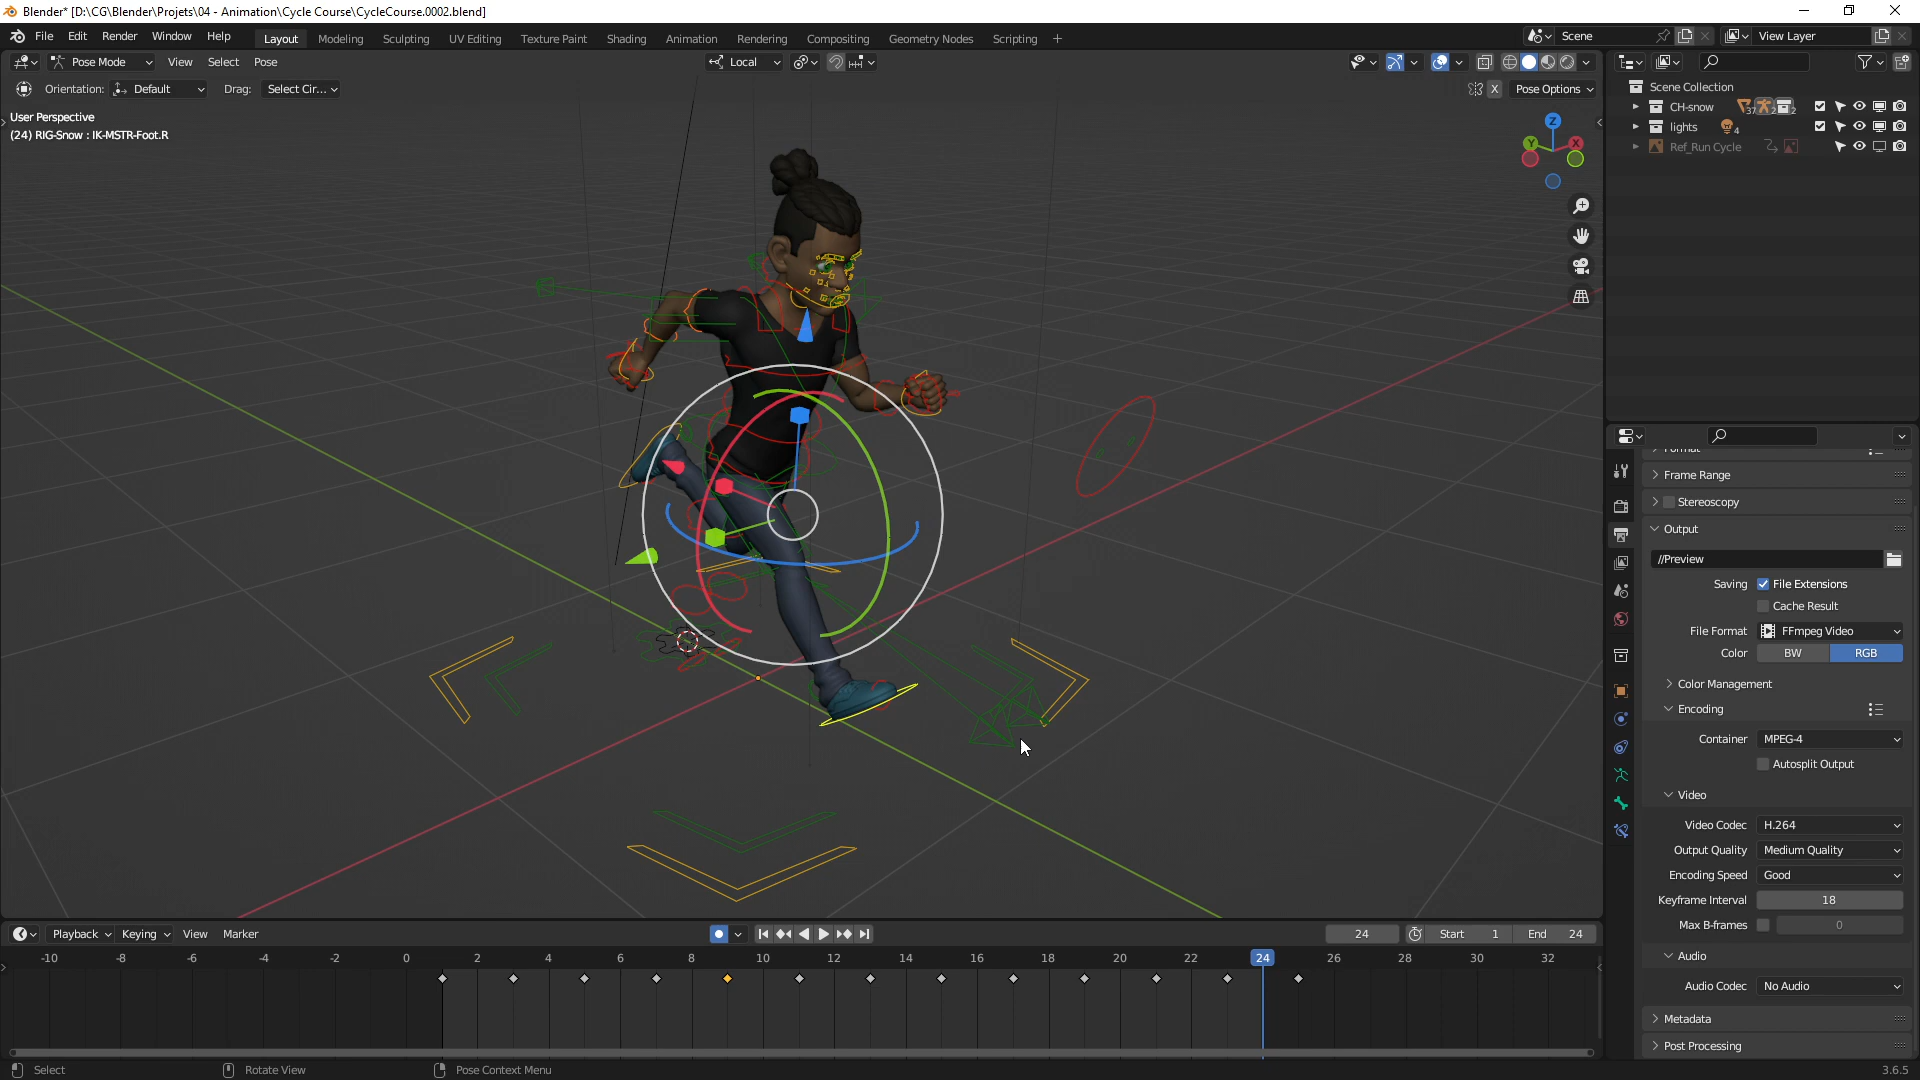 Blender* [D:\CG\Blender\Projets\04 - Animation\Cycle Course\CycleCourse.0002.blend]
File Edit Render Window Help Layout Modeling Sculpting UV Editing Texture Paint Shading Animation Rendering Compositing Geometry Nodes Scripting + Scene View Layer
Pose Mode View Select Pose Local
Orientation: Default Drag: Select Cir... X Pose Options
User Perspective
(24) RIG-Snow : IK-MSTR-Foot.R
Z
Y X
Scene Collection
CH-snow 37 2 2
lights 4
Ref_Run Cycle
Format
Frame Range
Stereoscopy
Output
//Preview
Saving File Extensions
Cache Result
File Format FFmpeg Video
Color BW RGB
Color Management
Encoding
Container MPEG-4
Autosplit Output
Video
Video Codec H.264
Output Quality Medium Quality
Encoding Speed Good
Keyframe Interval 18
Max B-frames 0
Audio
Audio Codec No Audio
Metadata
Post Processing
Playback Keying View Marker 24 Start 1 End 24
-10 -8 -6 -4 -2 0 2 4 6 8 10 12 14 16 18 20 22 24 26 28 30 32
Select Rotate View Pose Context Menu 3.6.5